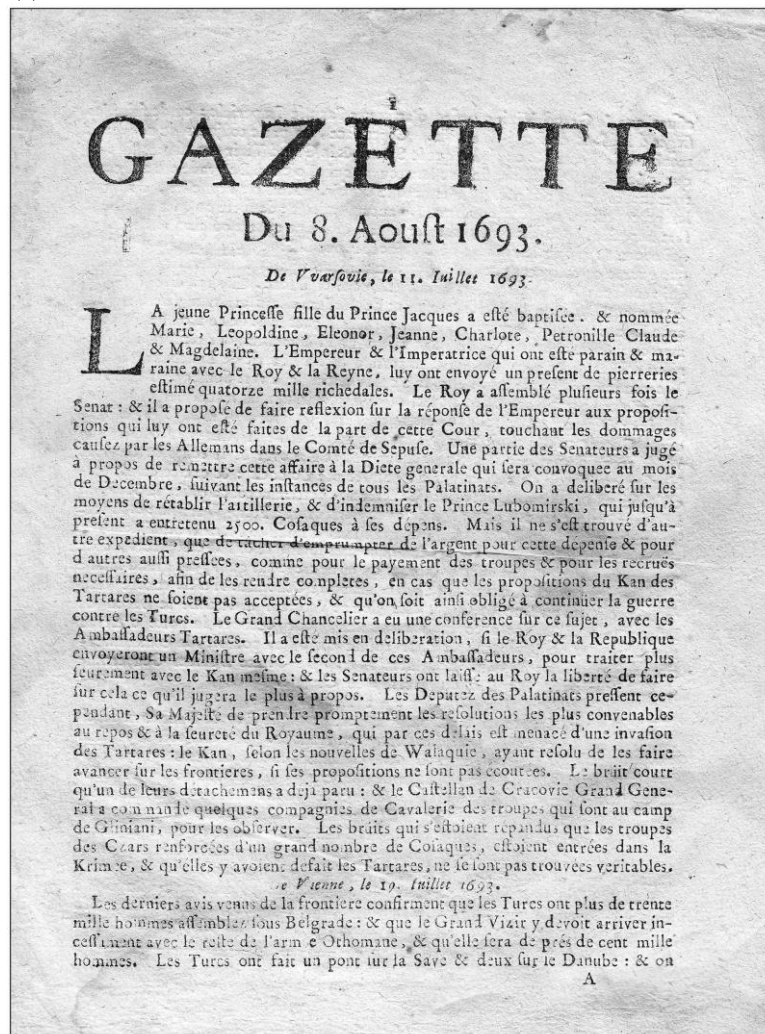 GAZETTE
Du 8. Aouſt 1693.
De Vvarſovie, le 11. Iuillet 1693.
LA jeune Princeſſe fille du Prince Jacques a eſté baptiſée. & nommée
Marie, Leopoldine, Eleonor, Jeanne, Charlote, Petronille Claude
& Magdelaine. L'Empereur & l'Imperatrice qui ont eſté parain & ma-
raine avec le Roy & la Reyne, luy ont envoyé un preſent de pierreries
eſtimé quatorze mille richedales. Le Roy a aſſemblé pluſieurs fois le
Senat : & il a propoſé de faire reflexion ſur la réponſe de l'Empereur aux propoſi-
tions qui luy ont eſté faites de la part de cette Cour, touchant les dommages
cauſez par les Allemans dans le Comté de Sepuſe. Une partie des Senateurs a jugé
à propos de remettre cette affaire à la Diete generale qui ſera convoquée au mois
de Decembre, ſuivant les inſtances de tous les Palatinats. On a deliberé ſur les
moyens de rétablir l'artillerie, & d'indemniſer le Prince Lubomirski, qui juſqu'à
preſent a entretenu 2500. Coſaques à ſes dépens. Mais il ne s'eſt trouvé d'au-
tre expedient, que de tacher d'emprumpter de l'argent pour cette dépenſe & pour
d autres auſſi preſſées, comme pour le payement des troupes & pour les recruës
neceſſaires, afin de les rendre completes, en cas que les propoſitions du Kan des
Tartares ne ſoient pas acceptées, & qu'on ſoit ainſi obligé à continüer la guerre
contre les Turcs. Le Grand Chancelier a eu une conference ſur ce ſujet, avec les
Ambaſſadeurs Tartares. Il a eſté mis en deliberation, ſi le Roy & la Republique
envoyeront un Miniſtre avec le ſecond de ces Ambaſſadeurs, pour traiter plus
ſeurement avec le Kan meſme : & les Senateurs ont laiſſé au Roy la liberté de faire
ſur cela ce qu'il jugera le plus à propos. Les Deputez des Palatinats preſſent ce-
pendant, Sa Majeſté de prendre promptement les reſolutions les plus convenables
au repos & à la ſeureté du Royaume, qui par ces delais eſt menacé d'une invaſion
des Tartares : le Kan, ſelon les nouvelles de Walaquie, ayant reſolu de les faire
avancer ſur les frontieres, ſi ſes propoſitions ne ſont pas écoutées. Le bruit court
qu'un de leurs détachemens a deja paru : & le Caſtellan de Cracovie Grand Gene-
ral a commandé quelques compagnies de Cavalerie des troupes qui ſont au camp
de Gliniani, pour les obſerver. Les bruits qui s'eſtoient répandus que les troupes
des Czars renforcées d'un grand nombre de Coſaques, eſtoient entrées dans la
Krimée, & qu'elles y avoient défait les Tartares, ne ſe ſont pas trouvées veritables.
e Vienne, le 19. Iuillet 1693.
Les derniers avis venus de la frontiere confirment que les Turcs ont plus de trente
mille hommes aſſemblez ſous Belgrade : & que le Grand Vizir y devoit arriver in-
ceſſament avec le reſte de l'arm e Othomane, & qu'elle ſera de prés de cent mille
hommes. Les Turcs ont fait un pont ſur la Save & deux ſur le Danube : & on
A